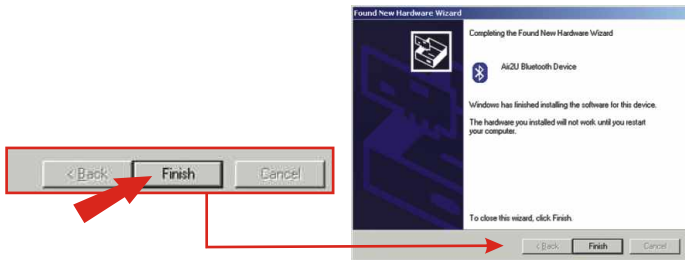 Found New Hardware Wizard
Completing the Found New Hardware Wizard
Air2U Bluetooth Device
Windows has finished installing the software for this device.
The hardware you installed will not work until you restart
your computer.
To close this wizard, click Finish.
< Back Finish Cancel
< Back Finish Cancel